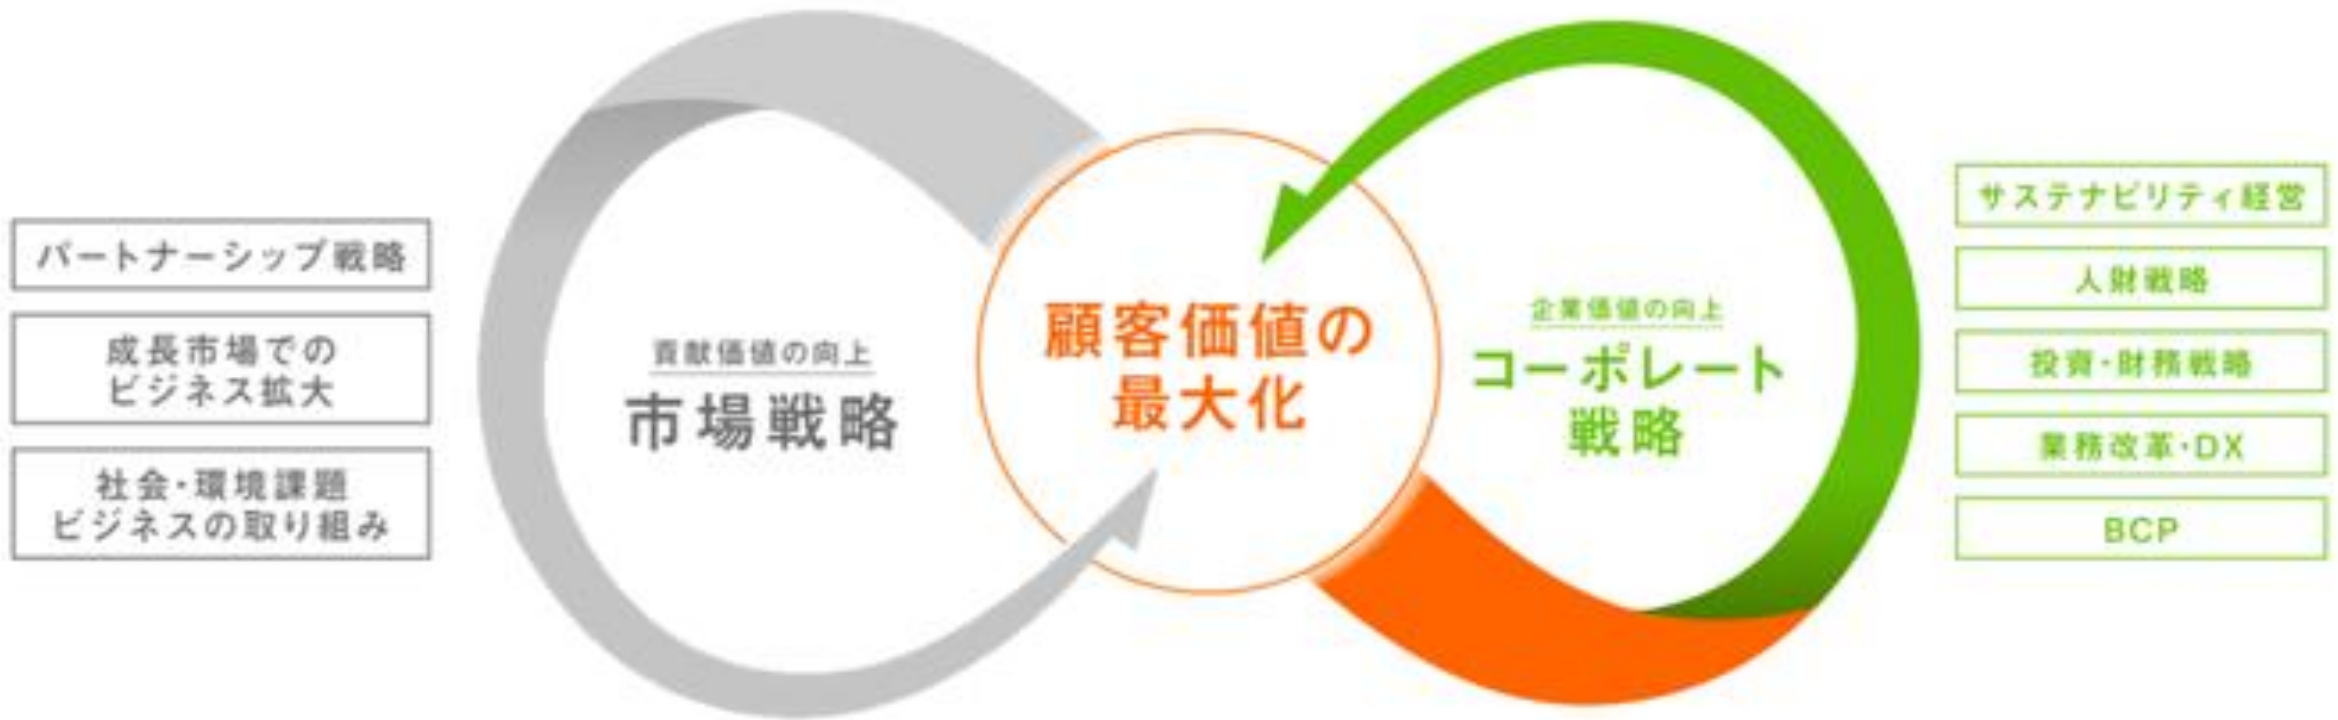 パートナーシップ戦略
成長市場での
ビジネス拡大
社会・環境課題
ビジネスの取り組み
貢献価値の向上
市場戦略
顧客価値の
最大化
企業価値の向上
コーポレート
戦略
サステナビリティ経営
人財戦略
投資・財務戦略
業務改革・DX
BCP